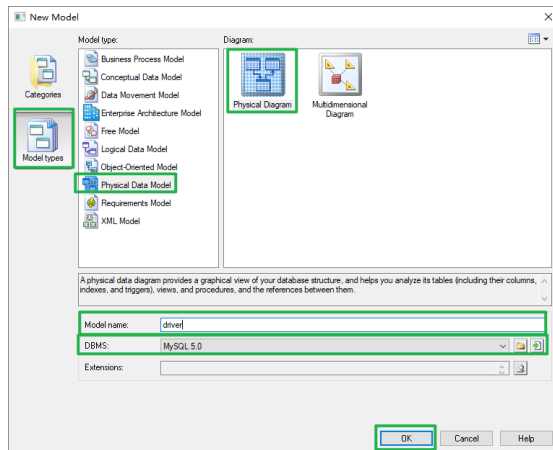 New Model
Model type:
Diagram:
Categories
Model types
Business Process Model
Conceptual Data Model
Data Movement Model
Enterprise Architecture Model
Free Model
Logical Data Model
Object-Oriented Model
Physical Data Model
Requirements Model
XML Model
Physical Diagram
Multidimensional
Diagram
A physical data diagram provides a graphical view of your database structure, and helps you analyze its tables (including their columns,
indexes, and triggers), views, and procedures, and the references between them.
Model name: driver
DBMS: MySQL 5.0
Extensions:
OK Cancel Help